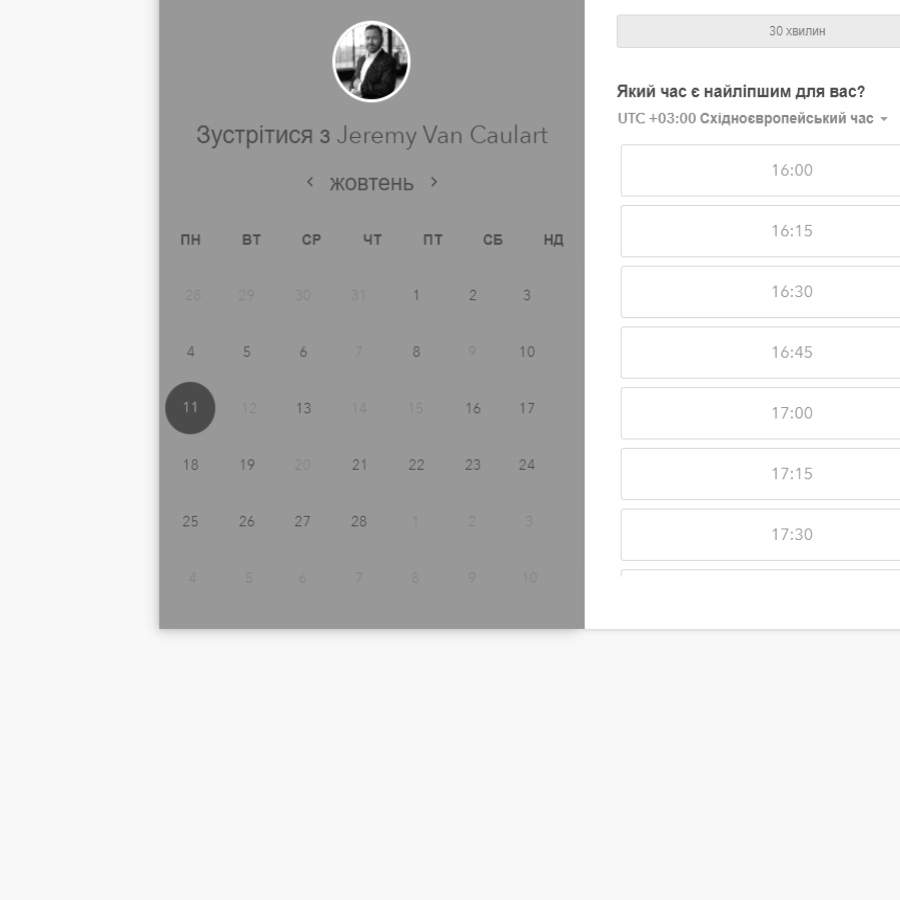 Зустрітися з Jeremy Van Caulart
жовтень
ПН ВТ СР ЧТ ПТ СБ НД
28 29 30 31 1 2 3
4 5 6 7 8 9 10
11 12 13 14 15 16 17
18 19 20 21 22 23 24
25 26 27 28 1 2 3
4 5 6 7 8 9 10
30 хвилин
Який час є найліпшим для вас?
UTC +03:00 Східноєвропейський час
16:00
16:15
16:30
16:45
17:00
17:15
17:30